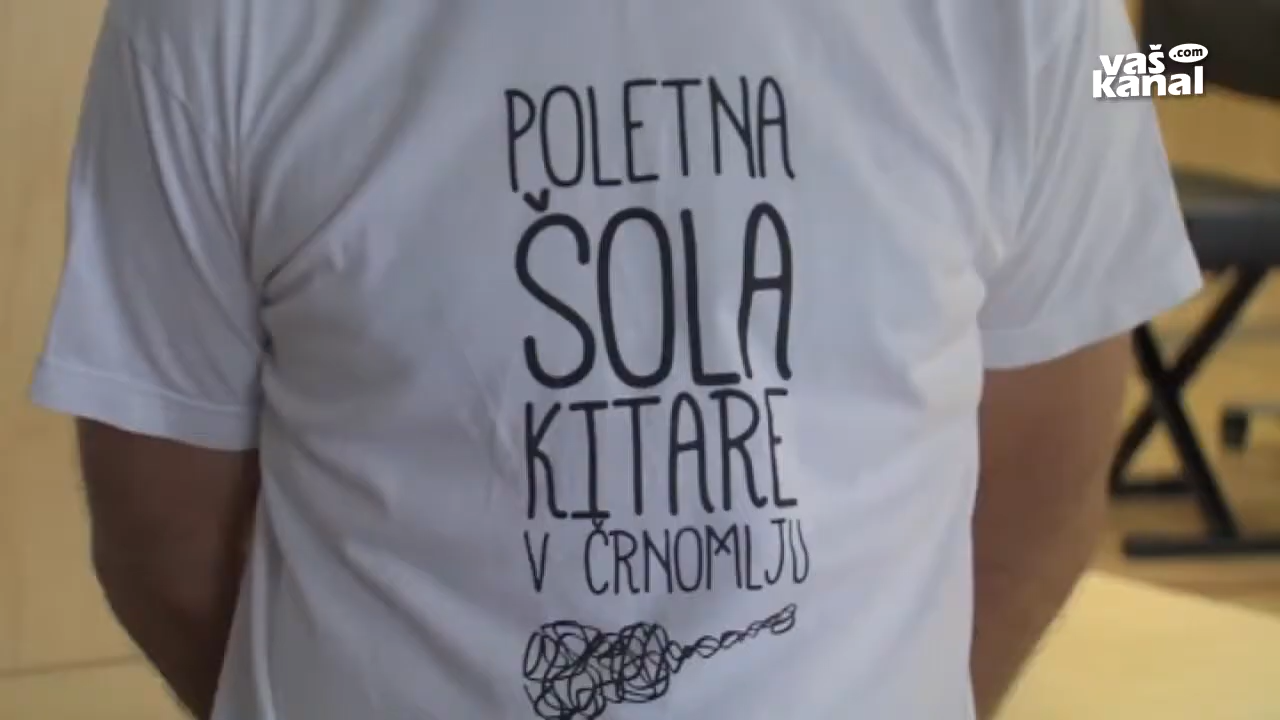 vaš .com
kanal
POLETNA
ŠOLA
KITARE
V ČRNOMLJU